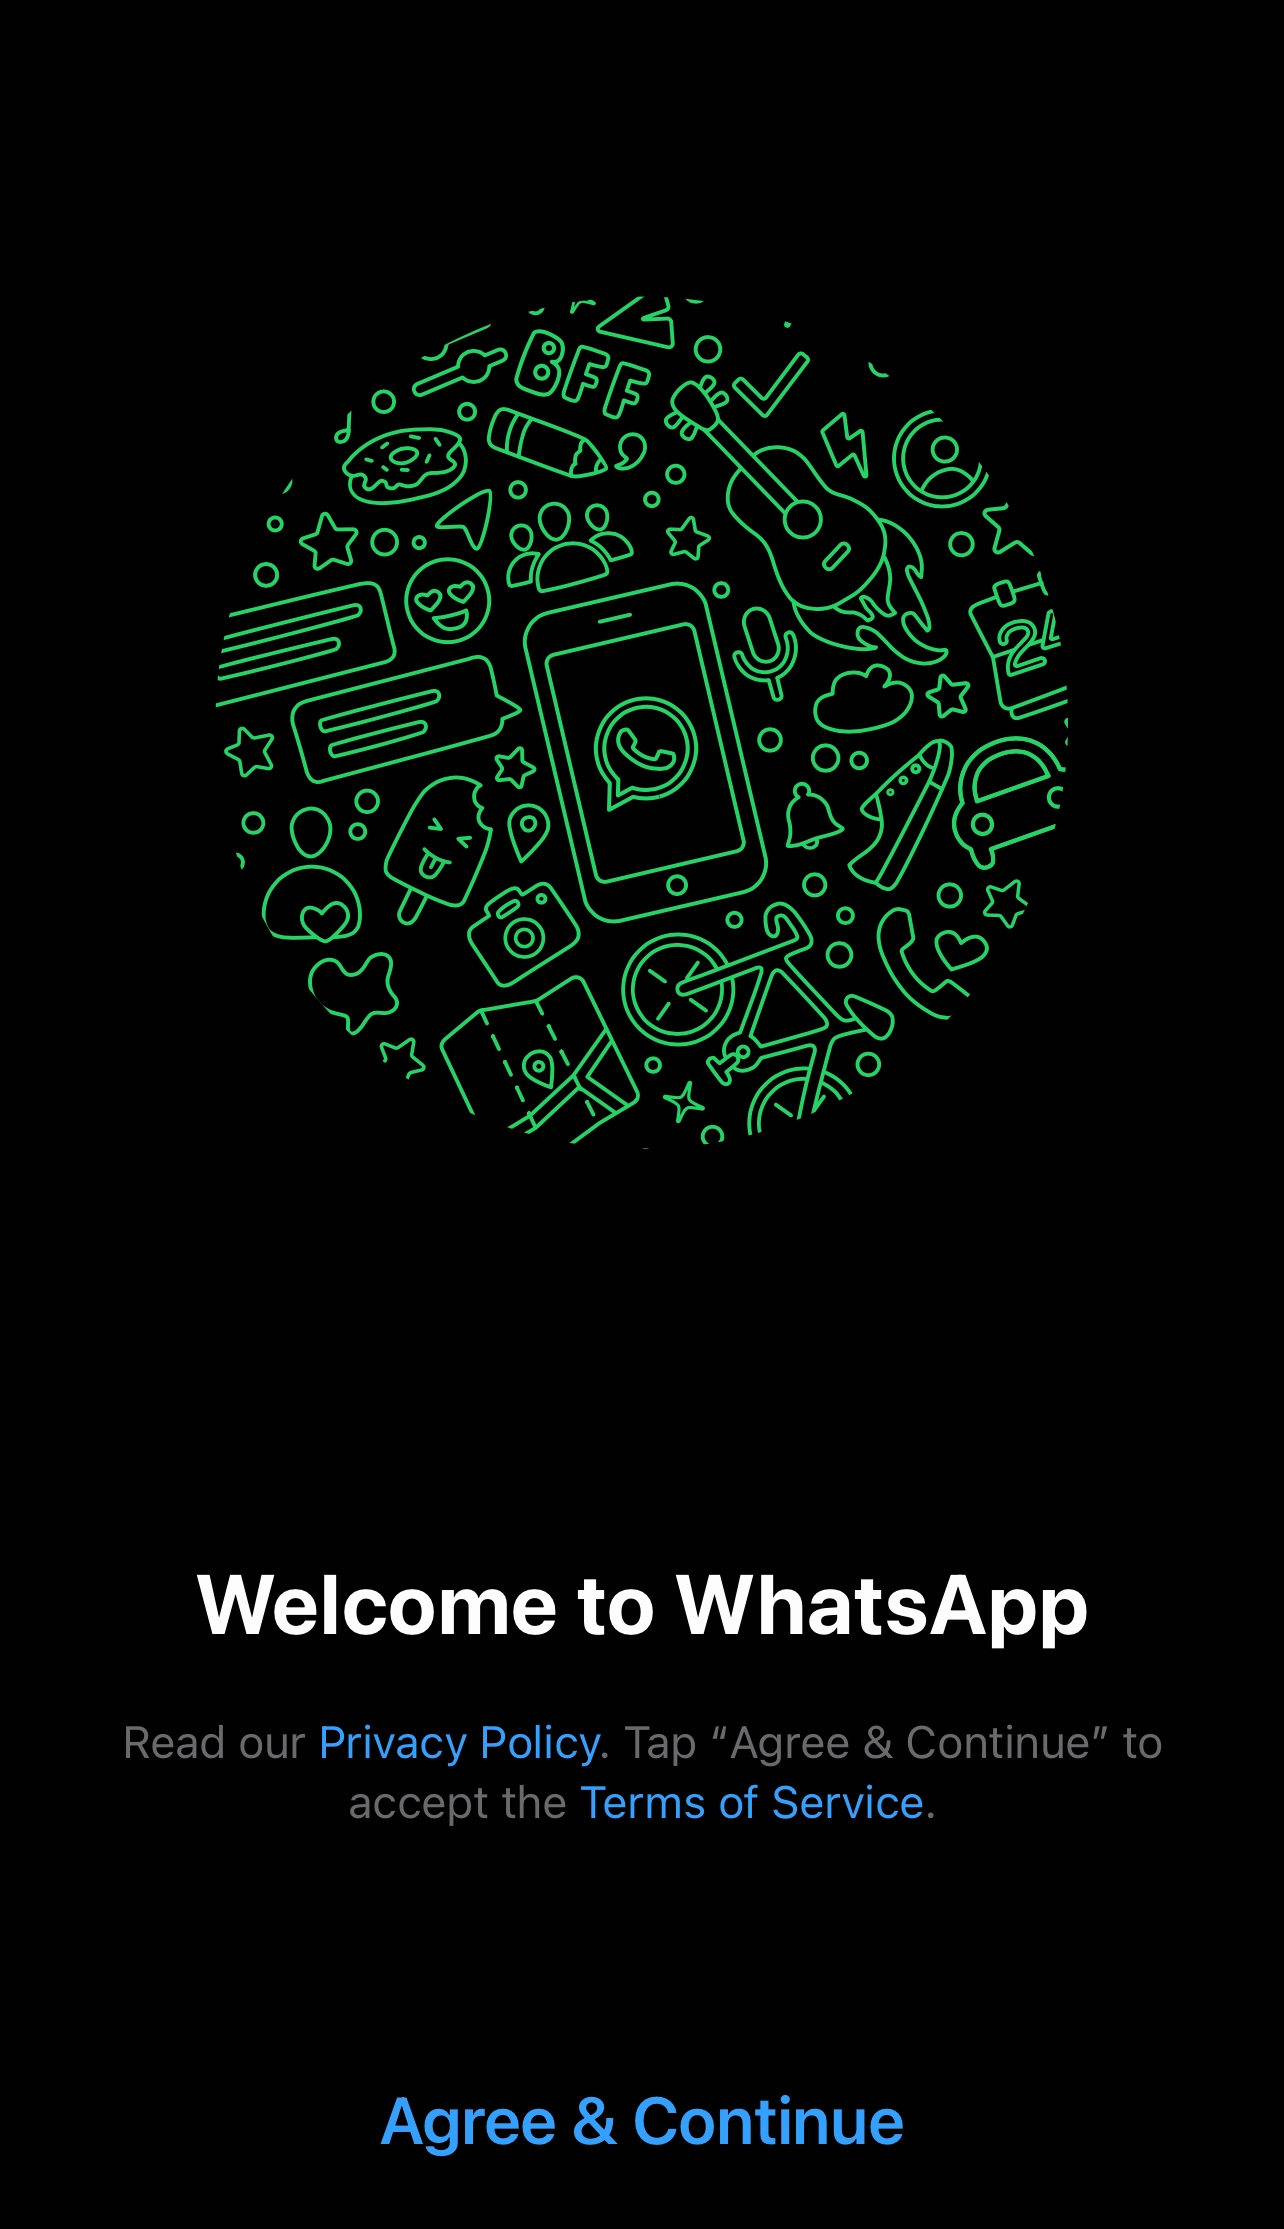 BFF
24
Welcome to WhatsApp
Read our Privacy Policy. Tap “Agree & Continue” to
accept the Terms of Service.
Agree & Continue